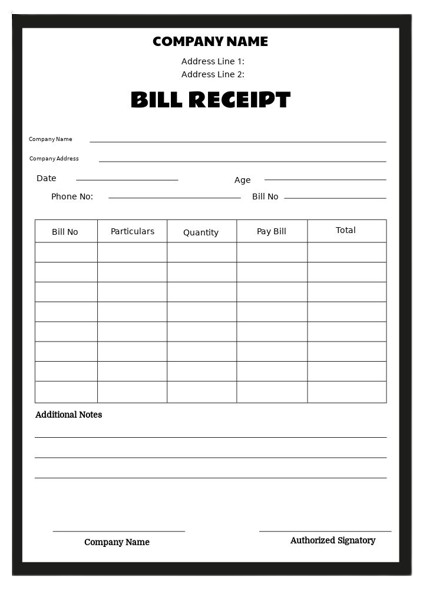 COMPANY NAME
Address Line 1:
Address Line 2:
BILL RECEIPT
Company Name
Company Address
Date Age
Phone No: Bill No
Bill No Particulars Quantity Pay Bill Total
Additional Notes
Company Name Authorized Signatory